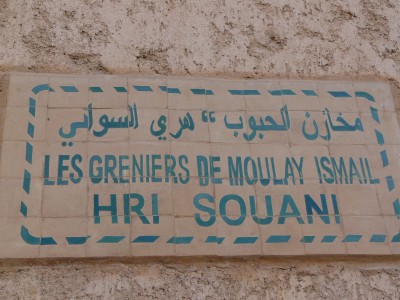 مخازن الحبوب “ هري السواني
LES GRENIERS DE MOULAY ISMAIL
HRI SOUANI